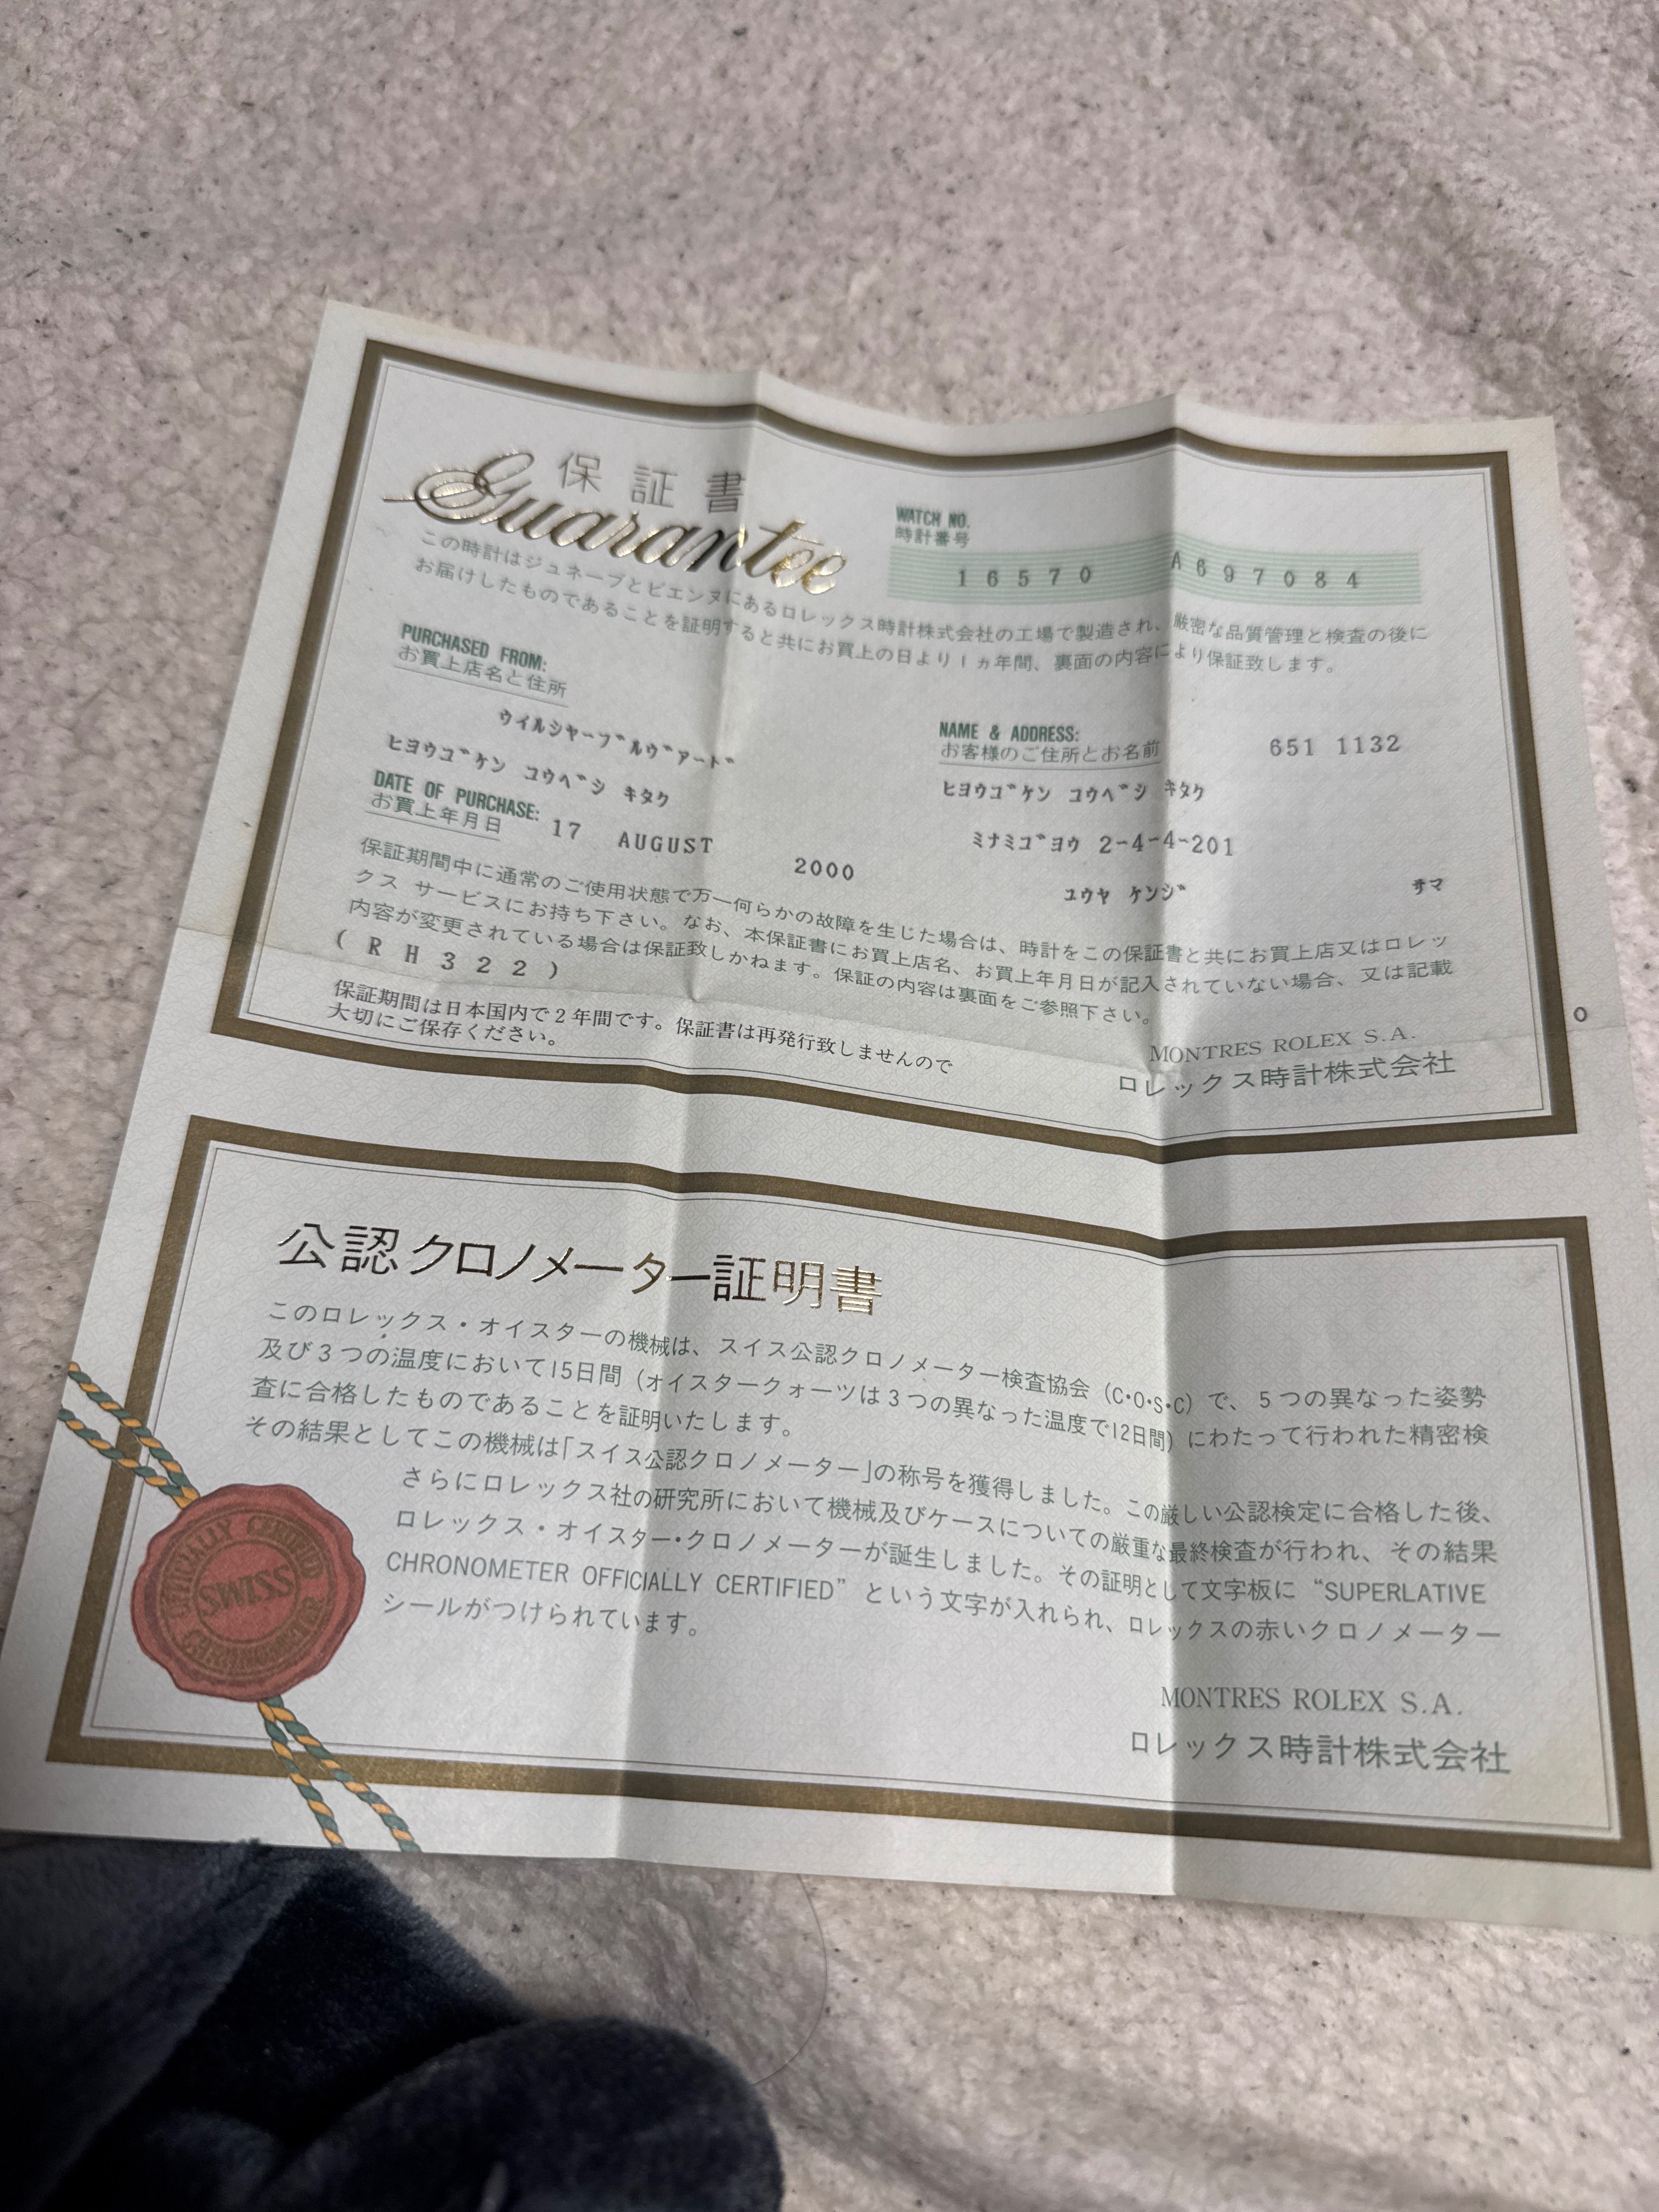 保証書
Guarantee
WATCH NO.
時計番号
16570 A697084
この時計はジュネーブとビエンヌにあるロレックス時計株式会社の工場で製造され、厳密な品質管理と検査の後に
お届けしたものであることを証明すると共にお買上の日より1ヵ年間、裏面の内容により保証致します。
PURCHASED FROM:
お買上店名と住所
ウイルシヤーブルヴアード
ヒヨウゴケン コウベシ キタク
DATE OF PURCHASE:
お買上年月日
17 AUGUST 2000
NAME & ADDRESS:
お客様のご住所とお名前
651 1132
ヒヨウゴケン コウベシ キタク
ミナミゴヨウ 2-4-4-201
ユウヤ ケンジ サマ
保証期間中に通常のご使用状態で万一何らかの故障を生じた場合は、時計をこの保証書と共にお買上店又はロレッ
クス サービスにお持ち下さい。なお、本保証書にお買上店名、お買上年月日が記入されていない場合、又は記載
内容が変更されている場合は保証致しかねます。保証の内容は裏面をご参照下さい。
(RH322)
保証期間は日本国内で2年間です。保証書は再発行致しませんので
大切にご保存ください。
MONTRES ROLEX S.A.
ロレックス時計株式会社
公認クロノメーター証明書
このロレックス・オイスターの機械は、スイス公認クロノメーター検査協会(C・O・S・C)で、5つの異なった姿勢
及び3つの温度において15日間(オイスタークォーツは3つの異なった温度で12日間)にわたって行われた精密検
査に合格したものであることを証明いたします。
その結果としてこの機械は「スイス公認クロノメーター」の称号を獲得しました。この厳しい公認検定に合格した後、
さらにロレックス社の研究所において機械及びケースについての厳重な最終検査が行われ、その結果
ロレックス・オイスター・クロノメーターが誕生しました。その証明として文字板に“SUPERLATIVE
CHRONOMETER OFFICIALLY CERTIFIED”という文字が入れられ、ロレックスの赤いクロノメーター
シールがつけられています。
OFFICIALLY CERTIFIED
SWISS
CHRONOMETER
MONTRES ROLEX S.A.
ロレックス時計株式会社